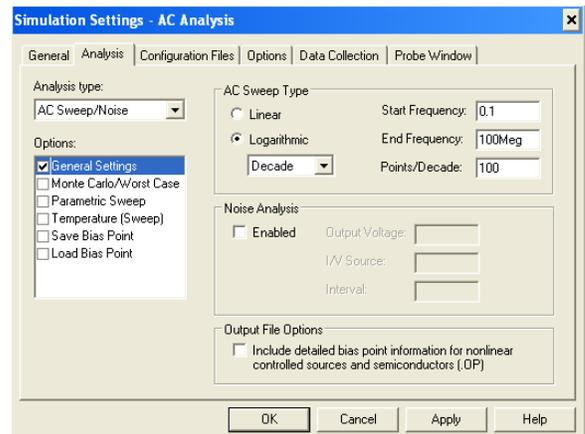 Simulation Settings - AC Analysis
General Analysis Configuration Files Options Data Collection Probe Window
Analysis type:
AC Sweep/Noise
Options:
General Settings
Monte Carlo/Worst Case
Parametric Sweep
Temperature (Sweep)
Save Bias Point
Load Bias Point
AC Sweep Type
Linear
Logarithmic
Decade
Start Frequency: 0.1
End Frequency: 100Meg
Points/Decade: 100
Noise Analysis
Enabled
Output Voltage:
I/V Source:
Interval:
Output File Options
Include detailed bias point information for nonlinear
controlled sources and semiconductors (.OP)
OK Cancel Apply Help